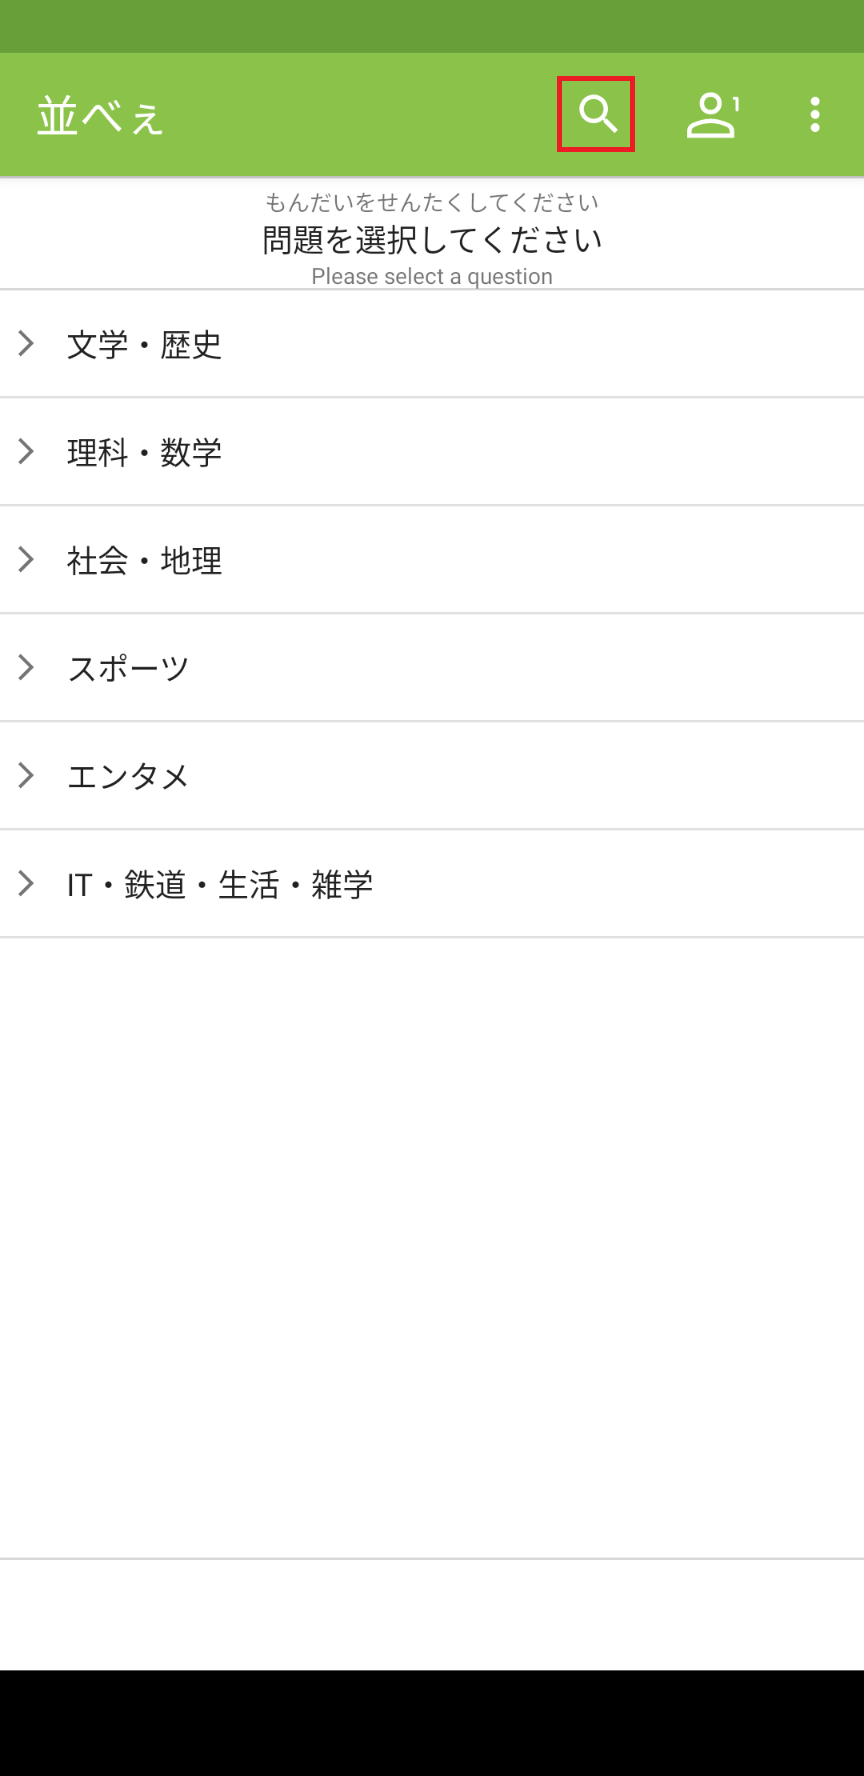 並べぇ
1
もんだいをせんたくしてください
問題を選択してください
Please select a question
文学・歴史
理科・数学
社会・地理
スポーツ
エンタメ
IT・鉄道・生活・雑学